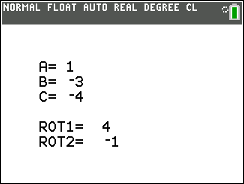 NORMAL FLOAT AUTO REAL DEGREE CL
A= 1
B= -3
C= -4
ROT1= 4
ROT2= -1